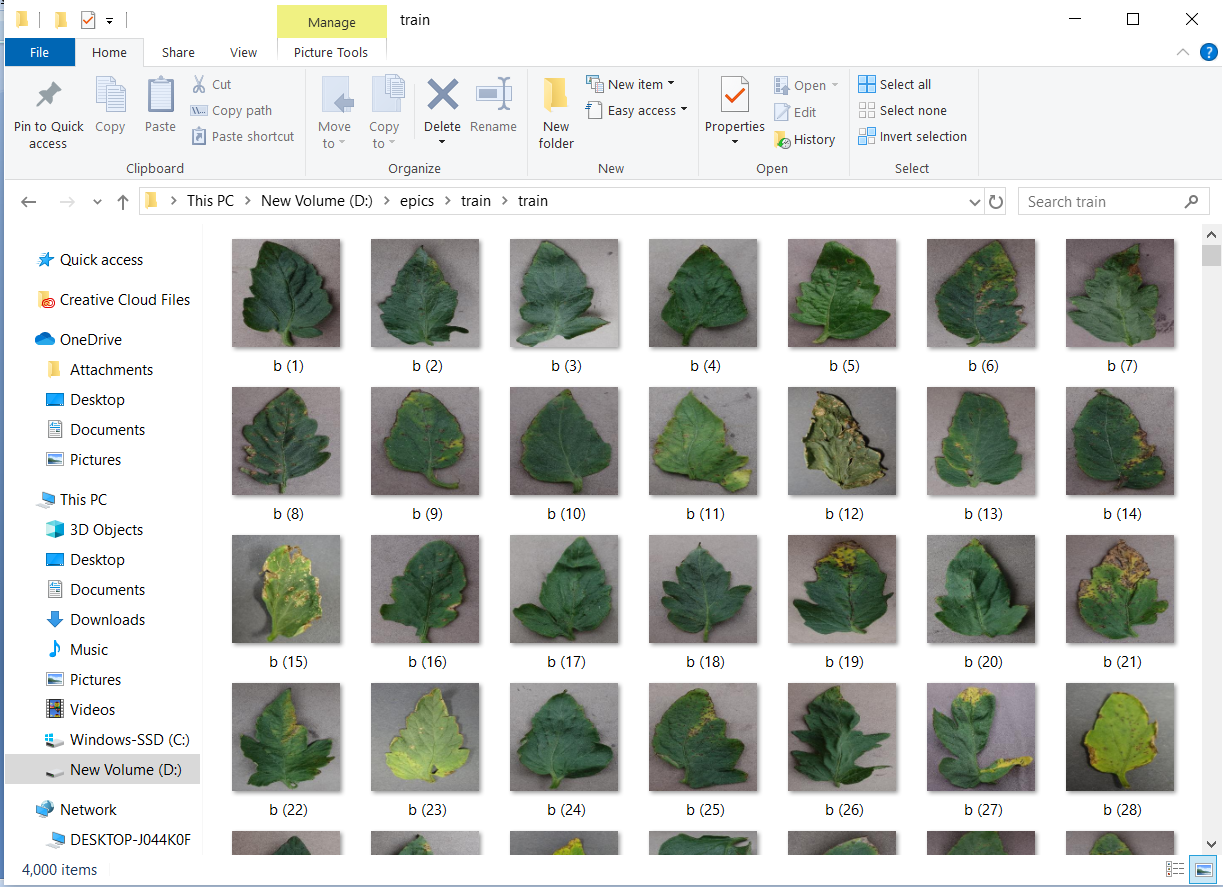 Manage
train
File
Home
Share
View
Picture Tools
Pin to Quick access
Copy
Paste
Cut
Copy path
Paste shortcut
Clipboard
Move to
Copy to
Delete
Rename
Organize
New folder
New item
Easy access
New
Properties
Open
Edit
History
Open
Select all
Select none
Invert selection
Select
This PC > New Volume (D:) > epics > train > train
Search train
Quick access
Creative Cloud Files
OneDrive
Attachments
Desktop
Documents
Pictures
This PC
3D Objects
Desktop
Documents
Downloads
Music
Pictures
Videos
Windows-SSD (C:)
New Volume (D:)
Network
DESKTOP-J044K0F
b (1) b (2) b (3) b (4) b (5) b (6) b (7)
b (8) b (9) b (10) b (11) b (12) b (13) b (14)
b (15) b (16) b (17) b (18) b (19) b (20) b (21)
b (22) b (23) b (24) b (25) b (26) b (27) b (28)
4,000 items